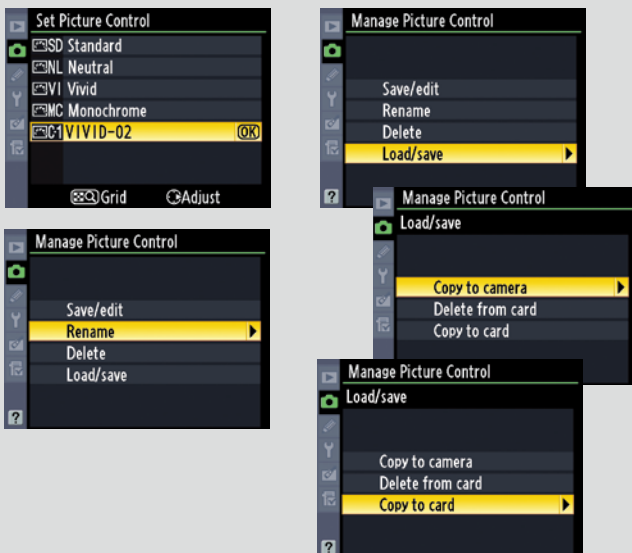 Set Picture Control
SD Standard
NL Neutral
VI Vivid
MC Monochrome
C1 VIVID-02 OK
Grid Adjust
Manage Picture Control
Save/edit
Rename
Delete
Load/save
?
Manage Picture Control
Save/edit
Rename
Delete
Load/save
?
Manage Picture Control
Load/save
Copy to camera
Delete from card
Copy to card
Manage Picture Control
Load/save
Copy to camera
Delete from card
Copy to card
?